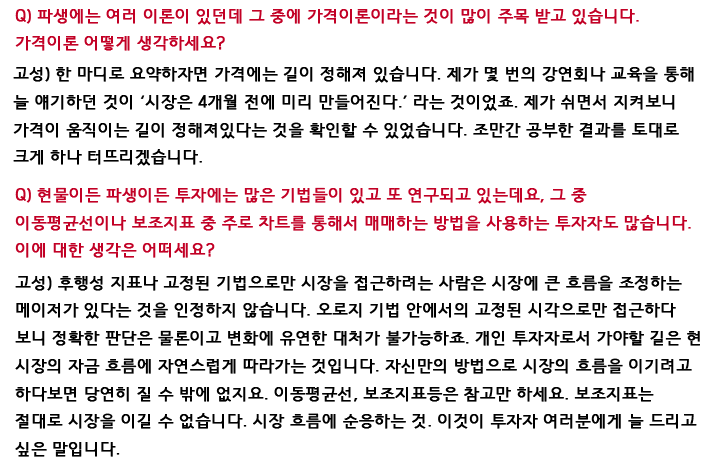 Q) 파생에는 여러 이론이 있던데 그 중에 가격이론이라는 것이 많이 주목 받고 있습니다.
가격이론 어떻게 생각하세요?
고성) 한 마디로 요약하자면 가격에는 길이 정해져 있습니다. 제가 몇 번의 강연회나 교육을 통해
늘 얘기하던 것이 ‘시장은 4개월 전에 미리 만들어진다.’ 라는 것이었죠. 제가 쉬면서 지켜보니
가격이 움직이는 길이 정해져있다는 것을 확인할 수 있었습니다. 조만간 공부한 결과를 토대로
크게 하나 터뜨리겠습니다.
Q) 현물이든 파생이든 투자에는 많은 기법들이 있고 또 연구되고 있는데요, 그 중
이동평균선이나 보조지표 중 주로 차트를 통해서 매매하는 방법을 사용하는 투자자도 많습니다.
이에 대한 생각은 어떠세요?
고성) 후행성 지표나 고정된 기법으로만 시장을 접근하려는 사람은 시장에 큰 흐름을 조정하는
메이저가 있다는 것을 인정하지 않습니다. 오로지 기법 안에서의 고정된 시각으로만 접근하다
보니 정확한 판단은 물론이고 변화에 유연한 대처가 불가능하죠. 개인 투자자로서 가야할 길은 현
시장의 자금 흐름에 자연스럽게 따라가는 것입니다. 자신만의 방법으로 시장의 흐름을 이기려고
하다보면 당연히 질 수 밖에 없지요. 이동평균선, 보조지표등은 참고만 하세요. 보조지표는
절대로 시장을 이길 수 없습니다. 시장 흐름에 순응하는 것. 이것이 투자자 여러분에게 늘 드리고
싶은 말입니다.